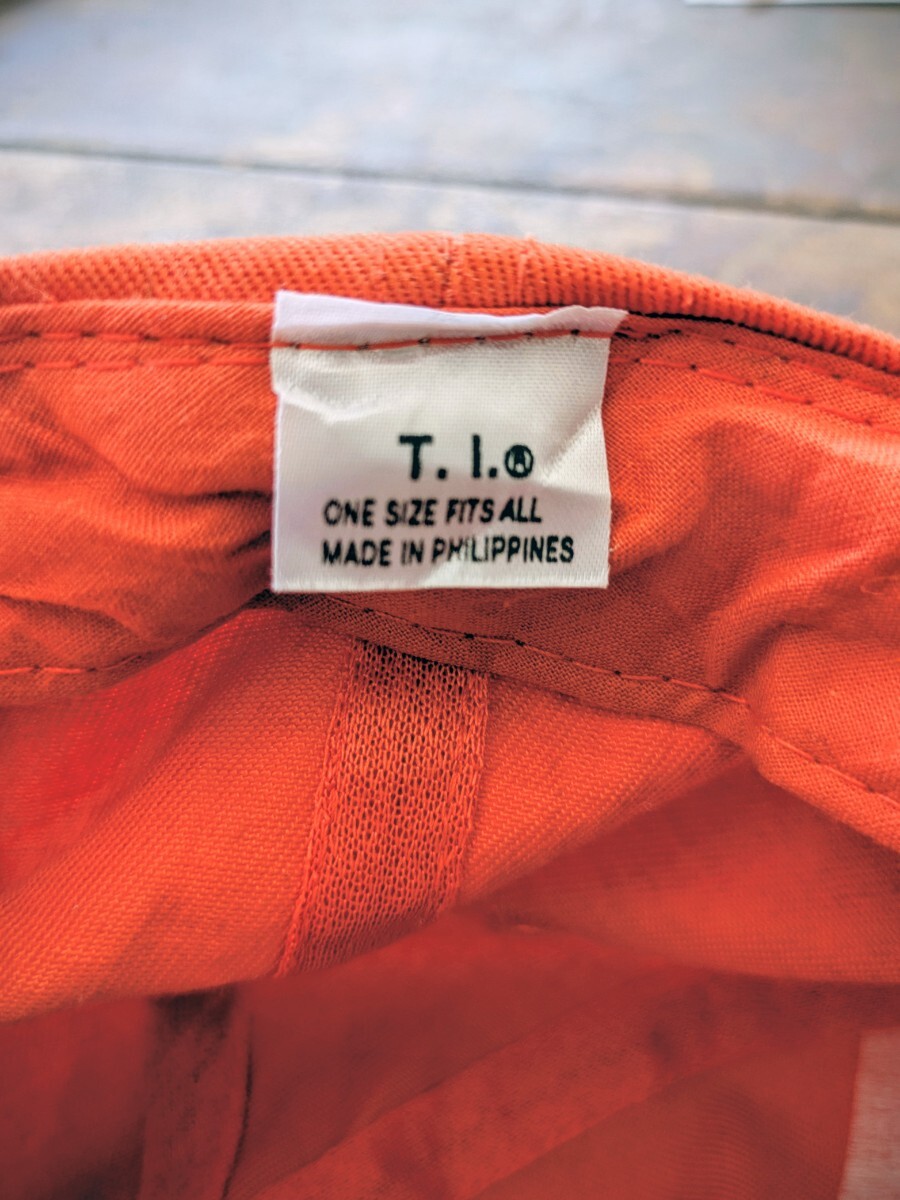 T. I.®
ONE SIZE FITS ALL
MADE IN PHILIPPINES